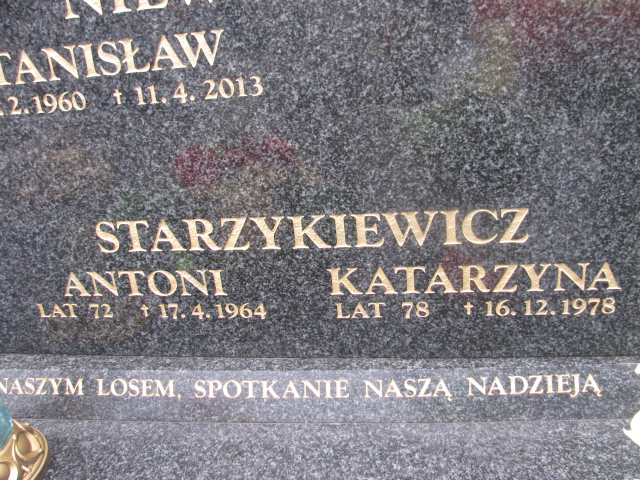 NIEW
TANISŁAW
.2.1960 † 11.4.2013
STARZYKIEWICZ
ANTONI KATARZYNA
LAT 72 † 17.4.1964 LAT 78 † 16.12.1978
NASZYM LOSEM, SPOTKANIE NASZĄ NADZIEJĄ